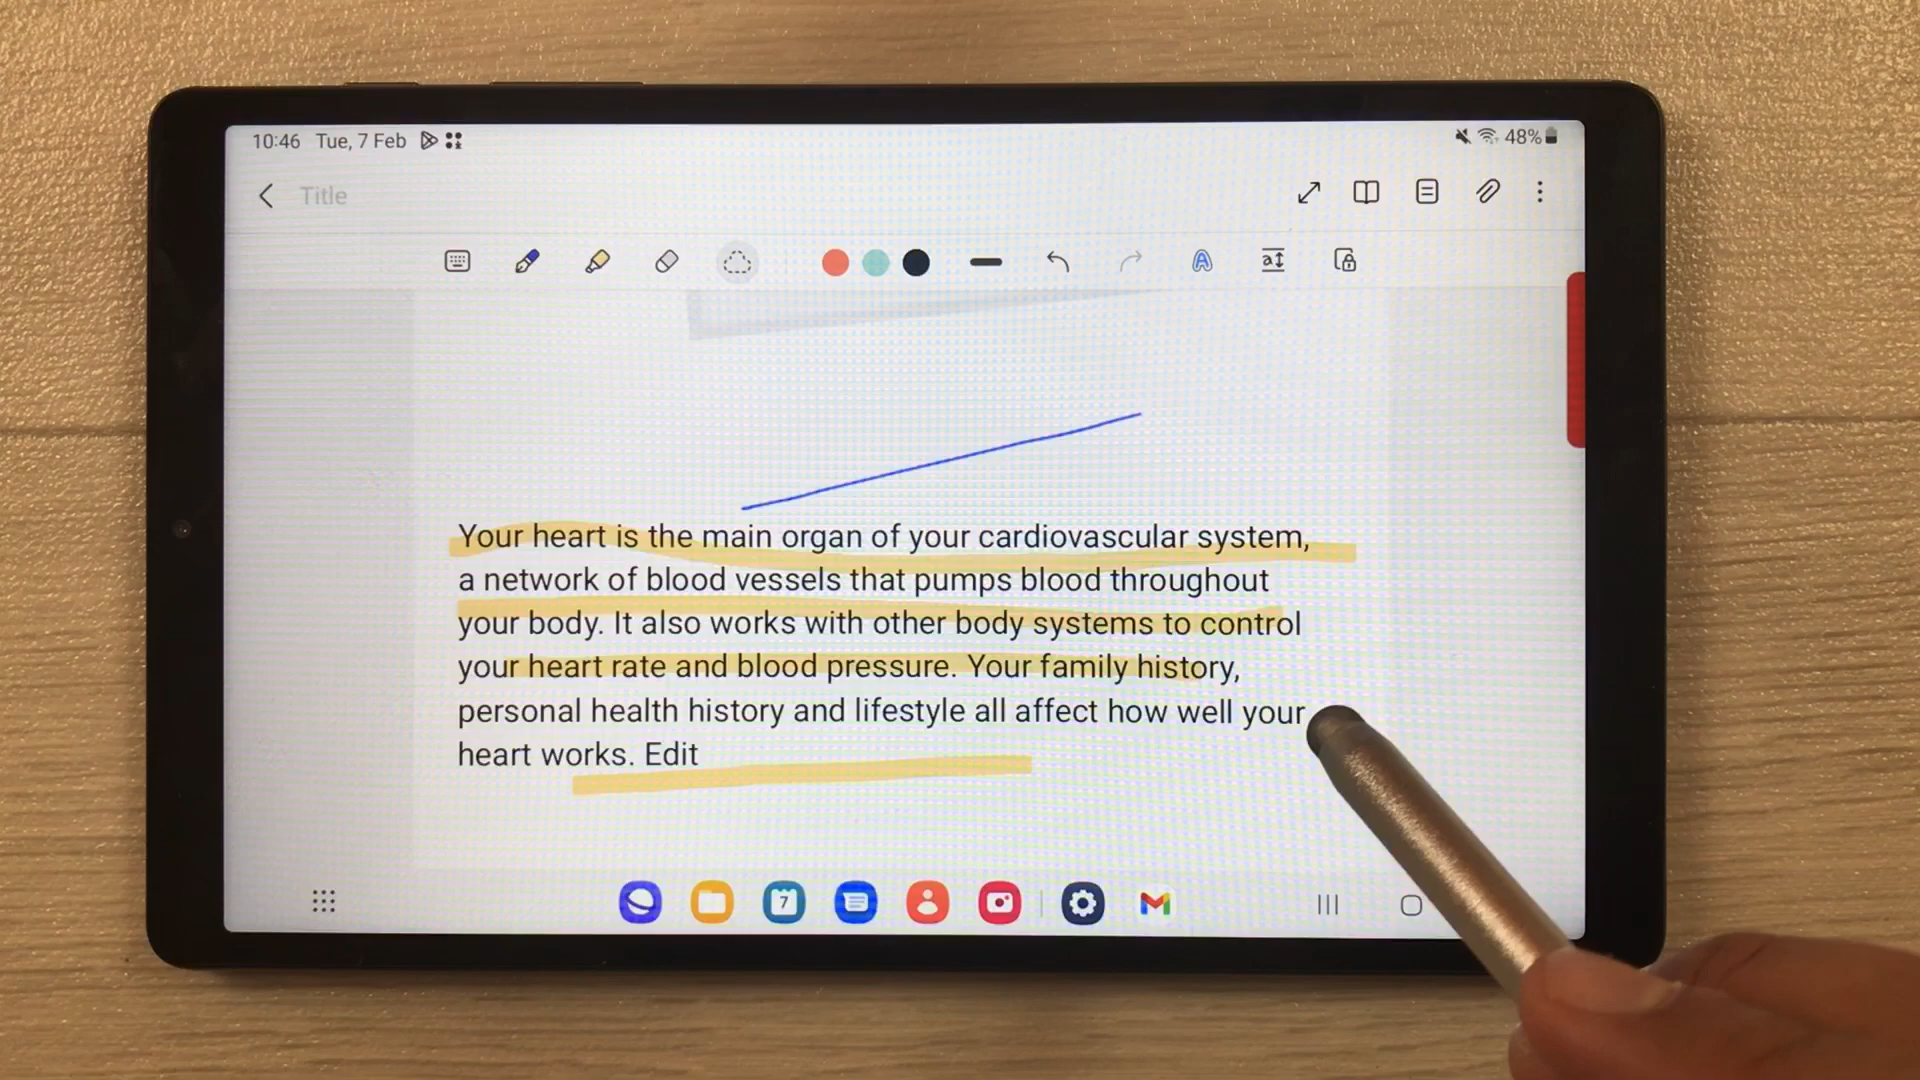 10:46 Tue, 7 Feb
48%
Title
Your heart is the main organ of your cardiovascular system,
a network of blood vessels that pumps blood throughout
your body. It also works with other body systems to control
your heart rate and blood pressure. Your family history,
personal health history and lifestyle all affect how well your
heart works. Edit
7